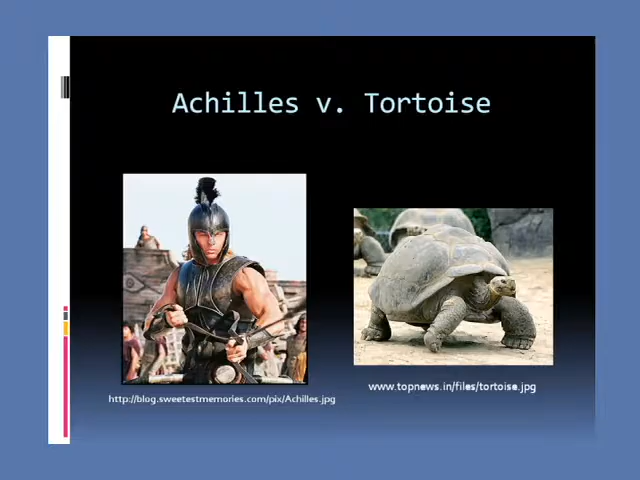 Achilles v. Tortoise
http://blog.sweetestmemories.com/pix/Achilles.jpg
www.topnews.in/files/tortoise.jpg